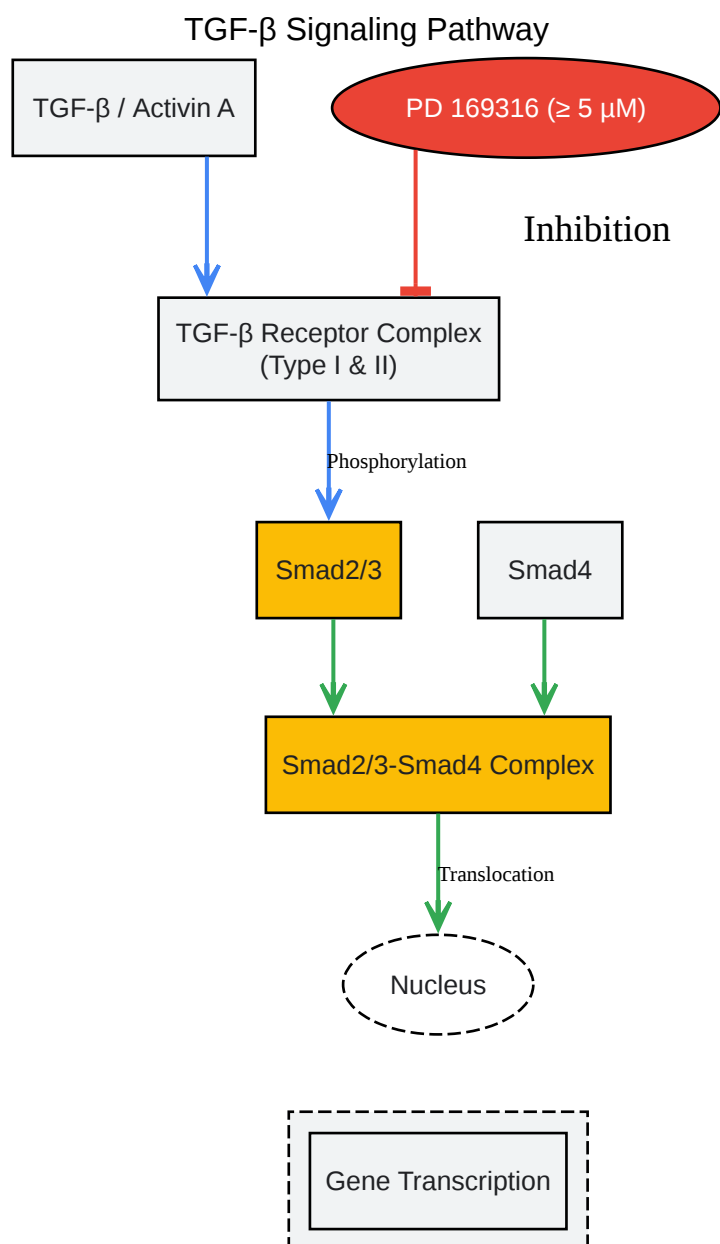 TGF-β Signaling Pathway
TGF-β / Activin A
PD 169316 (≥ 5 µM)
Inhibition
TGF-β Receptor Complex
(Type I & II)
Phosphorylation
Smad2/3
Smad4
Smad2/3-Smad4 Complex
Translocation
Nucleus
Gene Transcription